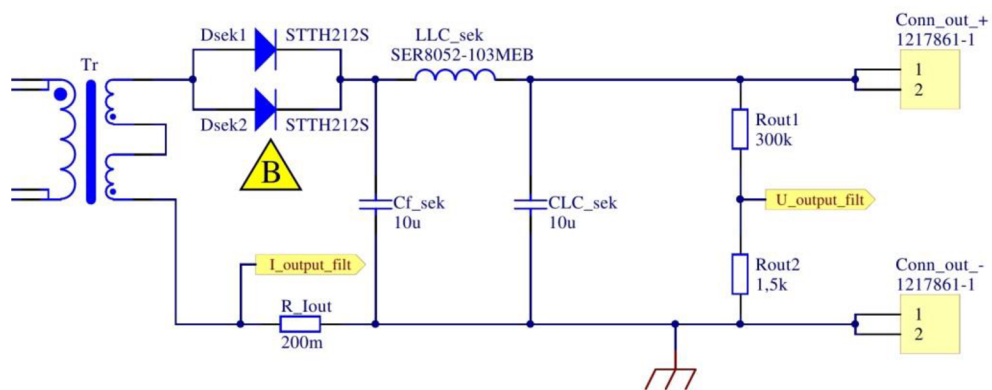 Conn_out_+
1217861-1
1
2
Dsek1 STTH212S
LLC_sek
SER8052-103MEB
Tr
Dsek2 STTH212S
B
Rout1
300k
Cf_sek
10u
CLC_sek
10u
U_output_filt
I_output_filt
Rout2
1,5k
R_Iout
200m
Conn_out_-
1217861-1
1
2